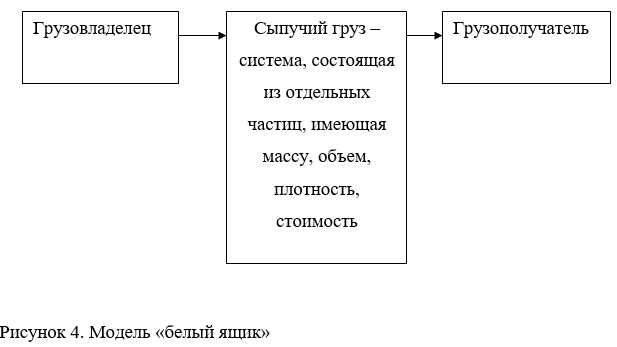 Грузовладелец
Сыпучий груз –
система, состоящая
из отдельных
частиц, имеющая
массу, объем,
плотность,
стоимость
Грузополучатель
Рисунок 4. Модель «белый ящик»